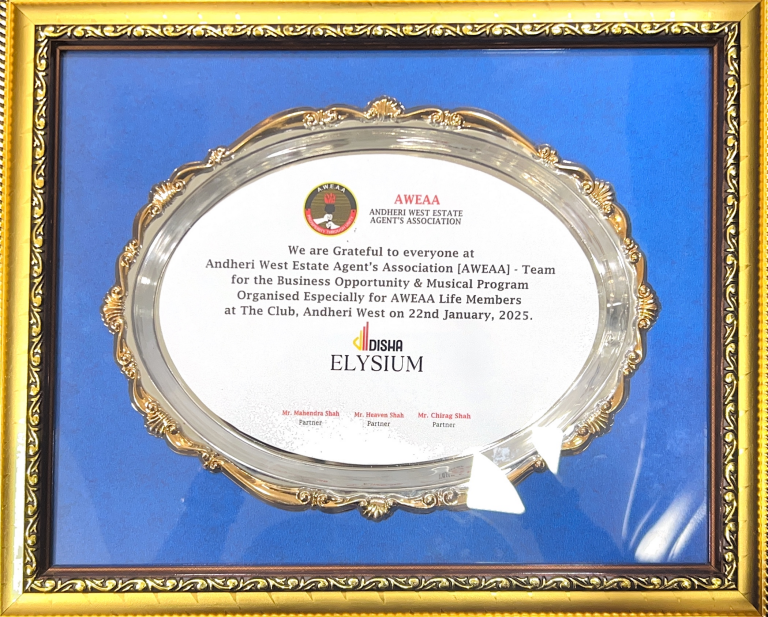 A W E A A
AWEAA
ANDHERI WEST ESTATE
AGENT'S ASSOCIATION
We are Grateful to everyone at
Andheri West Estate Agent's Association [AWEAA] - Team
for the Business Opportunity & Musical Program
Organised Especially for AWEAA Life Members
at The Club, Andheri West on 22nd January, 2025.
DISHA
ELYSIUM
Mr. Mahendra Shah Mr. Heaven Shah Mr. Chirag Shah
Partner Partner Partner